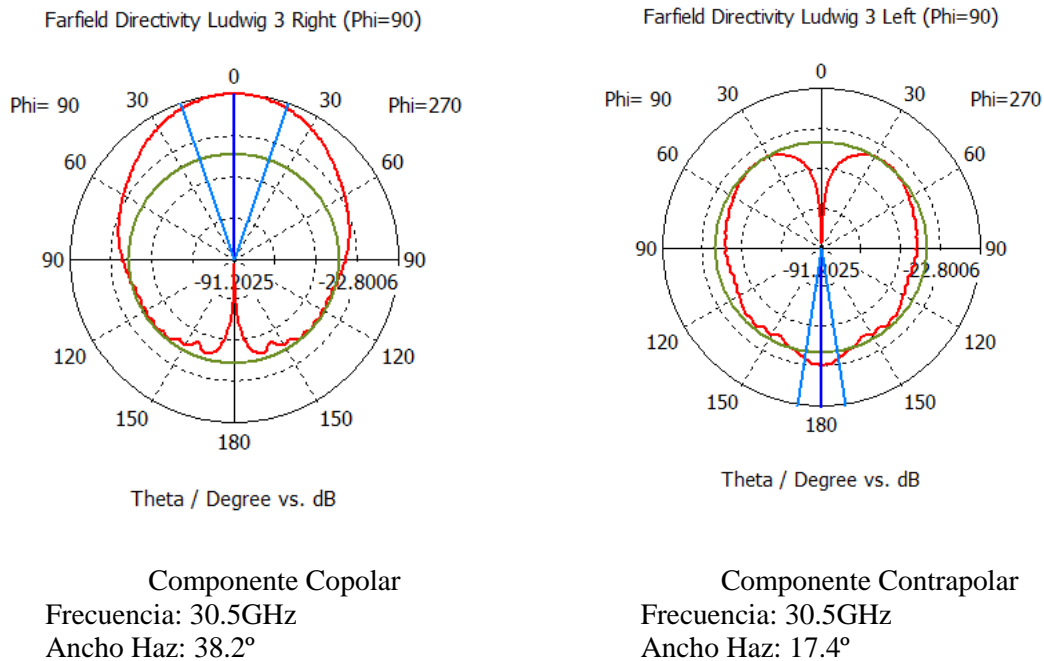 Farfield Directivity Ludwig 3 Right (Phi=90)
0
Phi= 90
30
30
Phi=270
60
60
90
-91.2025
-22.8006
90
120
120
150
150
180
Theta / Degree vs. dB
Componente Copolar
Frecuencia: 30.5GHz
Ancho Haz: 38.2º
Farfield Directivity Ludwig 3 Left (Phi=90)
0
Phi= 90
30
30
Phi=270
60
60
90
-91.2025
-22.8006
90
120
120
150
150
180
Theta / Degree vs. dB
Componente Contrapolar
Frecuencia: 30.5GHz
Ancho Haz: 17.4º